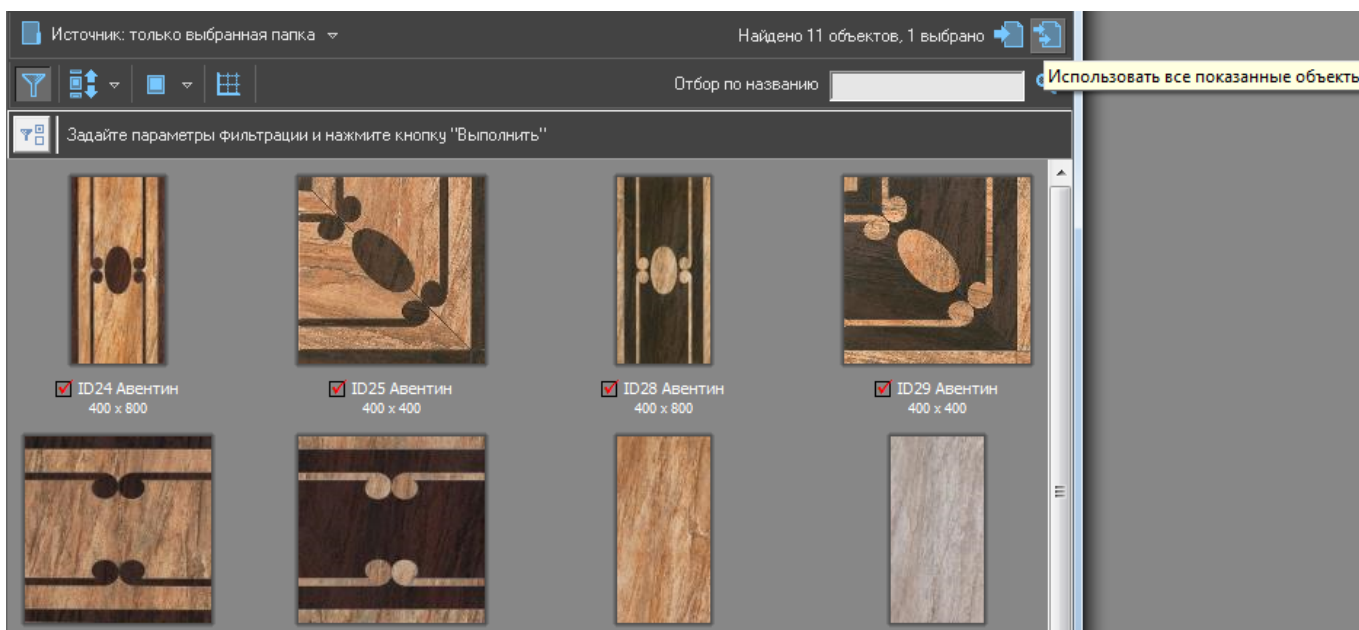 Источник: только выбранная папка
Найдено 11 объектов, 1 выбрано
Использовать все показанные объекты
Отбор по названию
Задайте параметры фильтрации и нажмите кнопку "Выполнить"
ID24 Авентин
400 x 800
ID25 Авентин
400 x 400
ID28 Авентин
400 x 800
ID29 Авентин
400 x 400